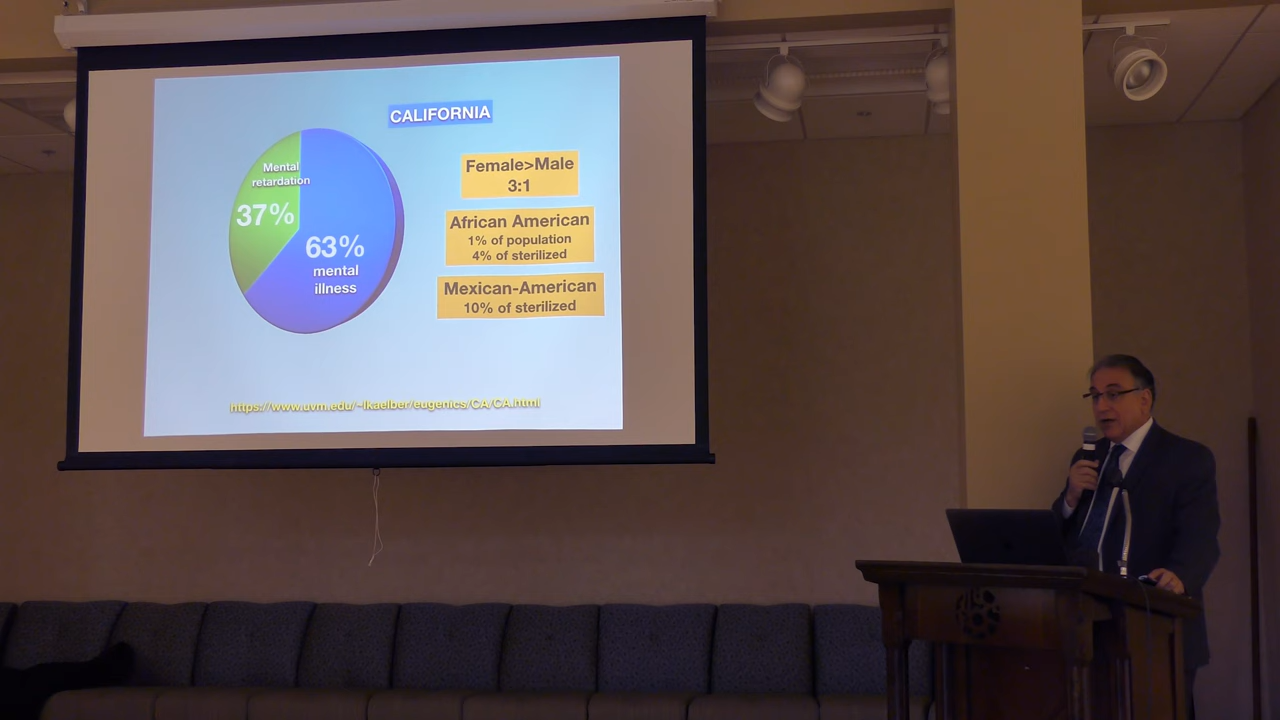 CALIFORNIA
Mental
retardation
37%
63%
mental
illness
Female>Male
3:1
African American
1% of population
4% of sterilized
Mexican-American
10% of sterilized
https://www.uvm.edu/~lkaelber/eugenics/CA/CA.html